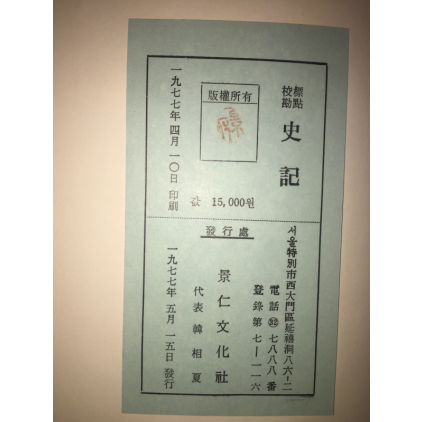 標點
校勘
史記
版權所有
一九七七年 四月 一〇日 印刷
값 15,000원
發行處
서울特別市西大門區延禧洞八六-二
電話 ㉜ 七八八八番
登錄 第七-一一六
景仁文化社
代表 韓相夏
一九七七年 五月 一五日 發行